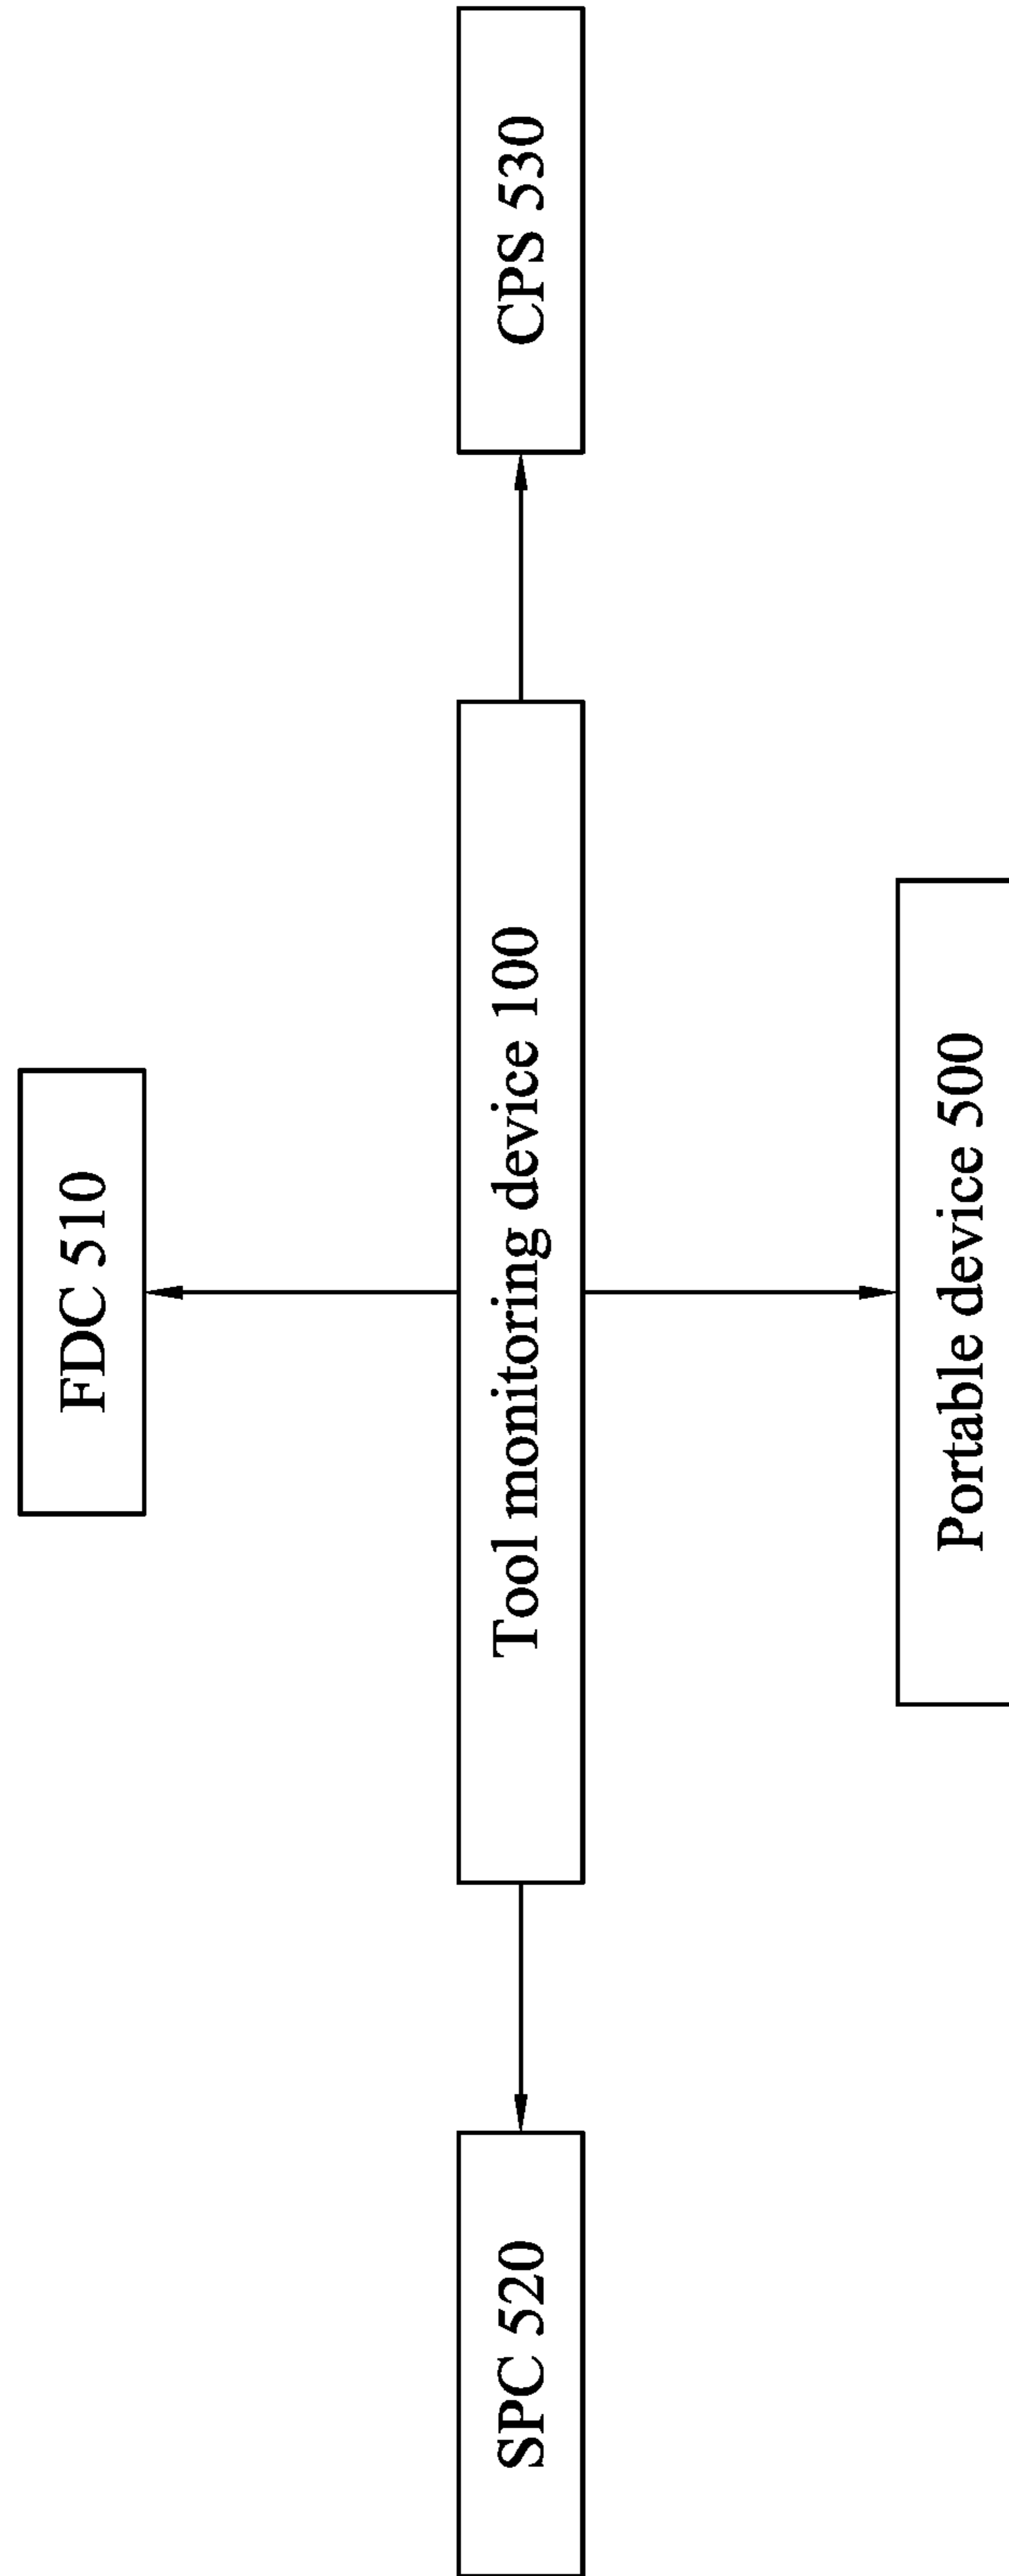 FDC 510
SPC 520
Tool monitoring device 100
CPS 530
Portable device 500